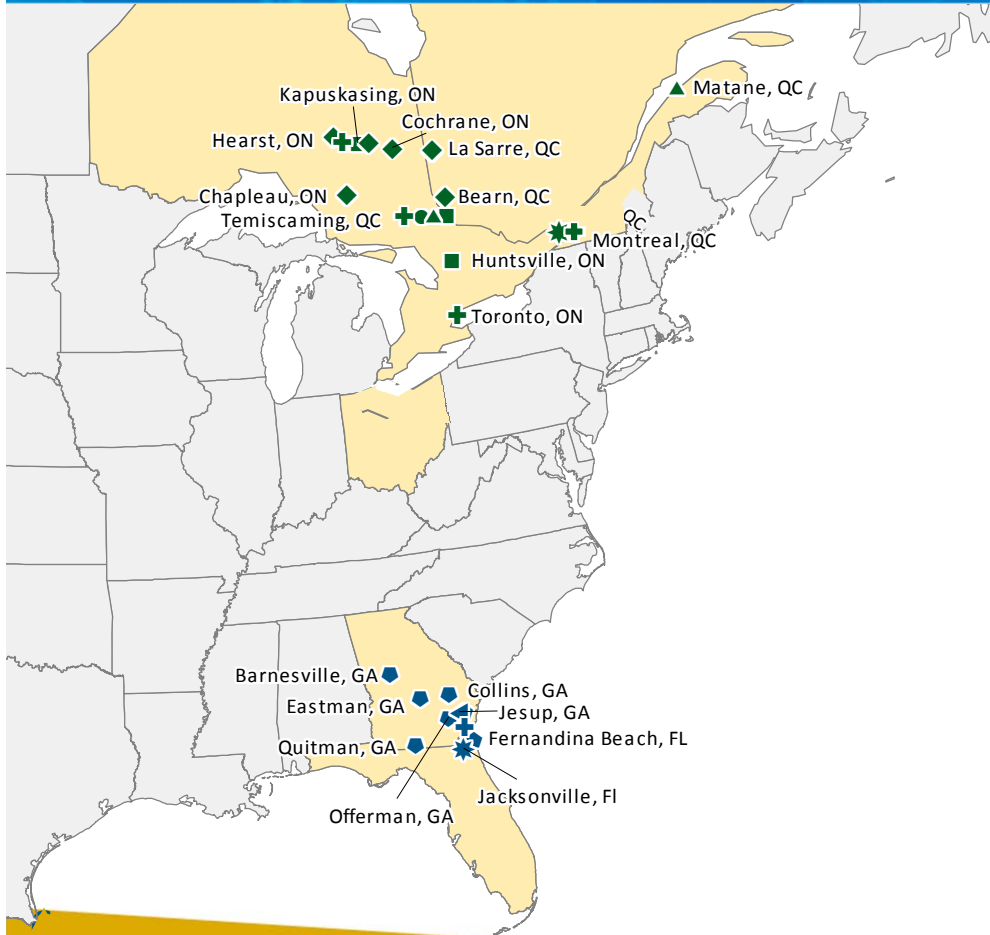 Kapuskasing, ON
Matane, QC
Cochrane, ON
Hearst, ON
La Sarre, QC
Chapleau, ON
Bearn, QC
Temiscaming, QC
QC
Montreal, QC
Huntsville, ON
Toronto, ON
Barnesville, GA
Collins, GA
Eastman, GA
Jesup, GA
Fernandina Beach, FL
Quitman, GA
Jacksonville, Fl
Offerman, GA